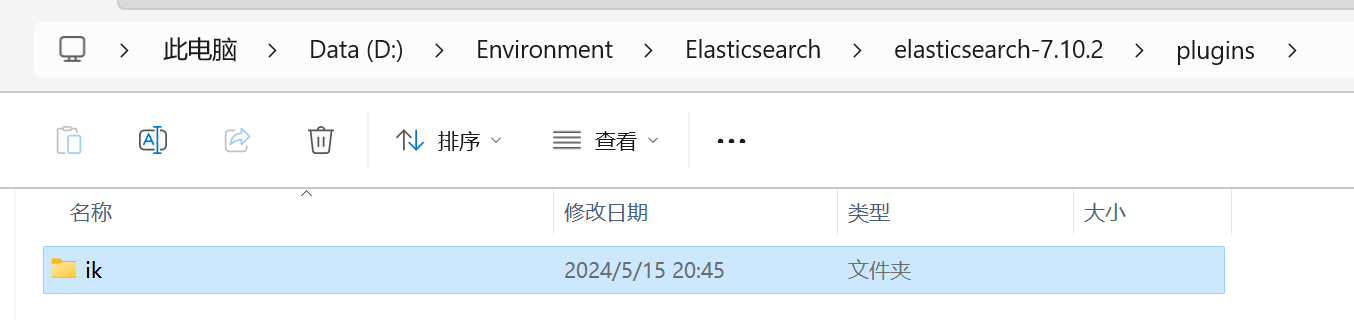 此电脑 Data (D:) Environment Elasticsearch elasticsearch-7.10.2 plugins
排序 查看
名称 修改日期 类型 大小
ik 2024/5/15 20:45 文件夹